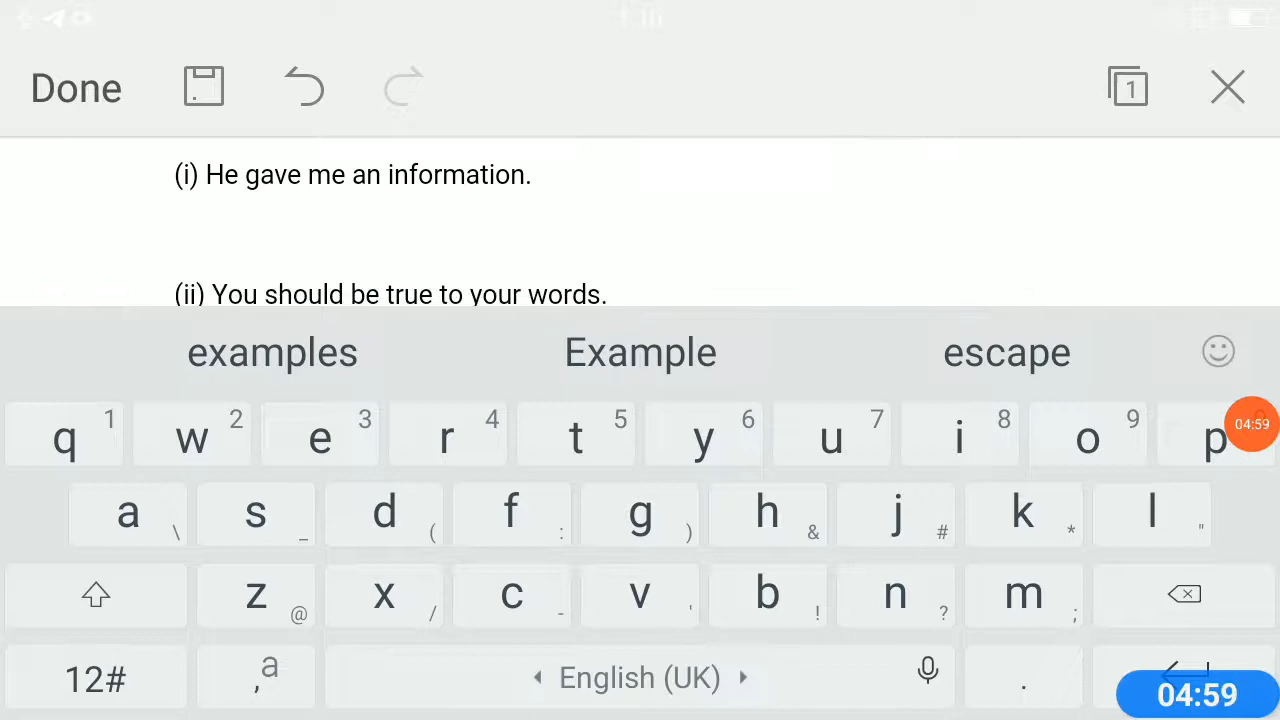 Done 1
(i) He gave me an information.
(ii) You should be true to your words.
examples Example escape
q 1 w 2 e 3 r 4 t 5 y 6 u 7 i 8 o 9 p 04:59
a \ s _ d ( f : g ) h & j # k * l "
z @ x / c - v ' b ! n ? m ;
12# , a English (UK) . 04:59